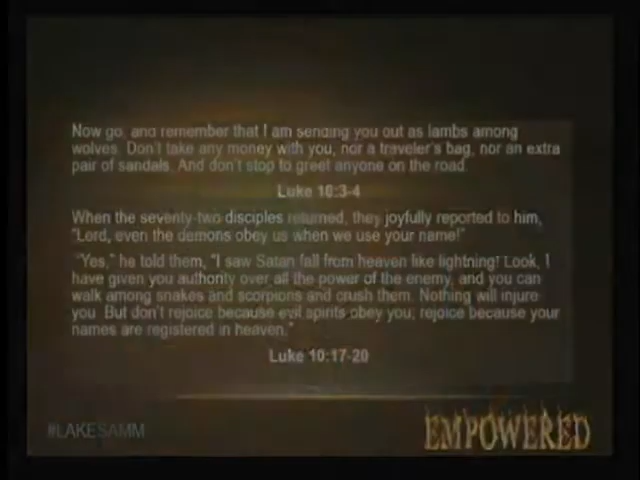 Now go, and remember that I am sending you out as lambs among
wolves. Don't take any money with you, nor a traveler's bag, nor an extra
pair of sandals. And don't stop to greet anyone on the road.
Luke 10:3-4
When the seventy-two disciples returned, they joyfully reported to him,
"Lord, even the demons obey us when we use your name!"
"Yes," he told them, "I saw Satan fall from heaven like lightning! Look, I
have given you authority over all the power of the enemy, and you can
walk among snakes and scorpions and crush them. Nothing will injure
you. But don't rejoice because evil spirits obey you; rejoice because your
names are registered in heaven."
Luke 10:17-20
#LAKESAMM
EMPOWERED